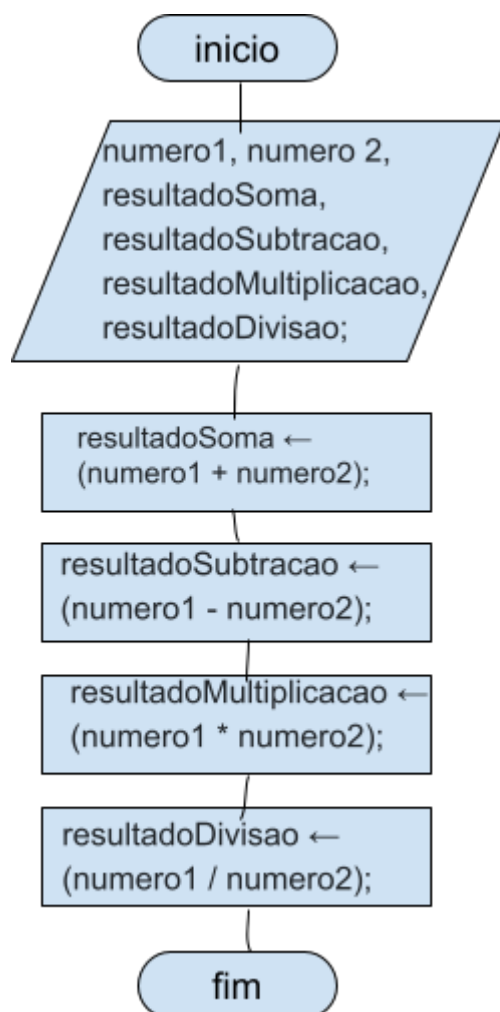 inicio
numero1, numero 2,
resultadoSoma,
resultadoSubtracao,
resultadoMultiplicacao,
resultadoDivisao;
resultadoSoma ←
(numero1 + numero2);
resultadoSubtracao ←
(numero1 - numero2);
resultadoMultiplicacao ←
(numero1 * numero2);
resultadoDivisao ←
(numero1 / numero2);
fim